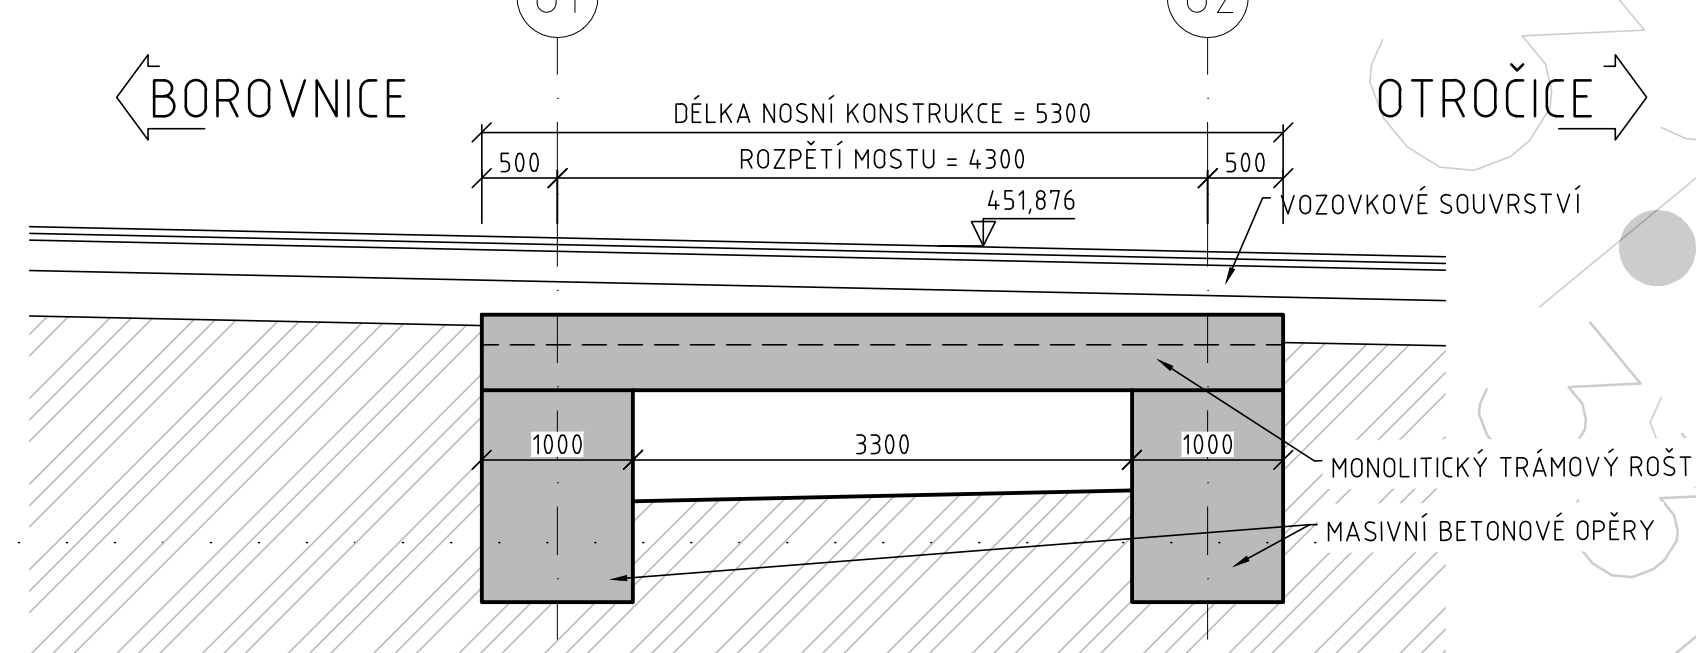 BOROVNICE
OTROČICE
DÉLKA NOSNÍ KONSTRUKCE = 5300
500
ROZPĚTÍ MOSTU = 4300
500
451,876
VOZOVKOVÉ SOUVRSTVÍ
1000
3300
1000
MONOLITICKÝ TRÁMOVÝ ROŠT
MASIVNÍ BETONOVÉ OPĚRY